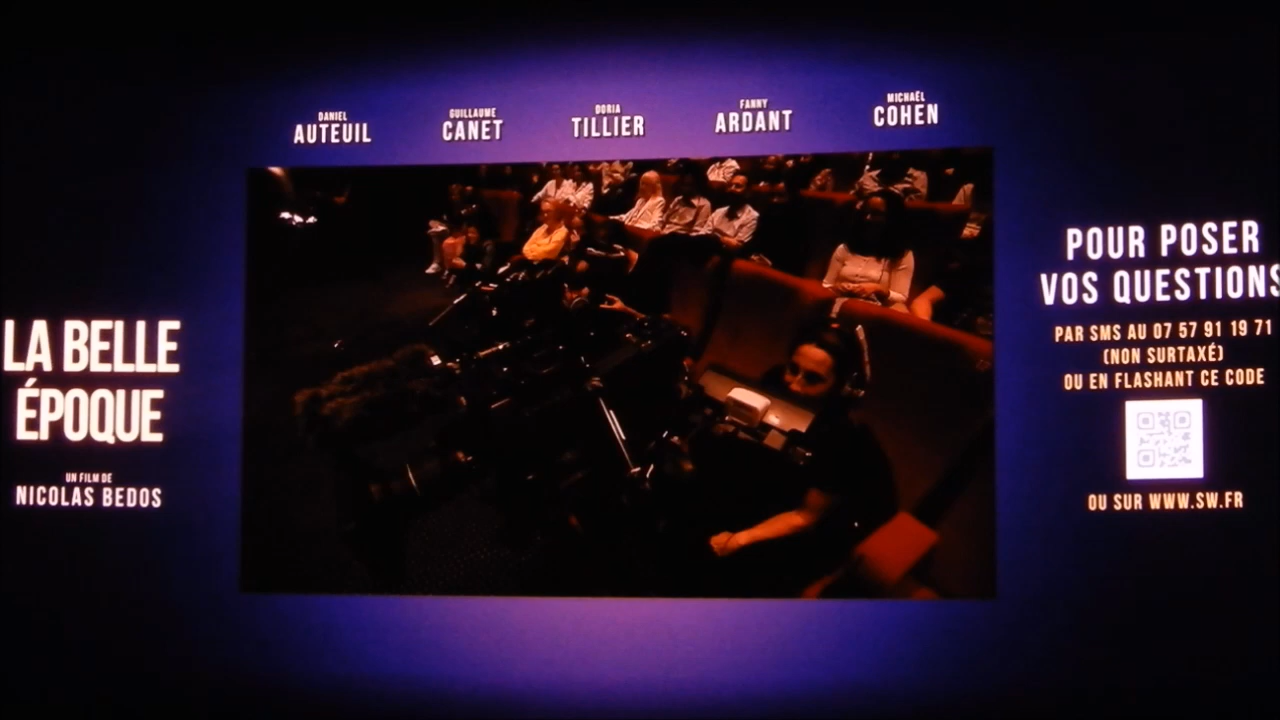 DANIEL
AUTEUIL
GUILLAUME
CANET
DORIA
TILLIER
FANNY
ARDANT
MICHAËL
COHEN
LA BELLE
ÉPOQUE
UN FILM DE
NICOLAS BEDOS
POUR POSER
VOS QUESTIONS
PAR SMS AU 07 57 91 19 71
(NON SURTAXÉ)
OU EN FLASHANT CE CODE
OU SUR WWW.SW.FR